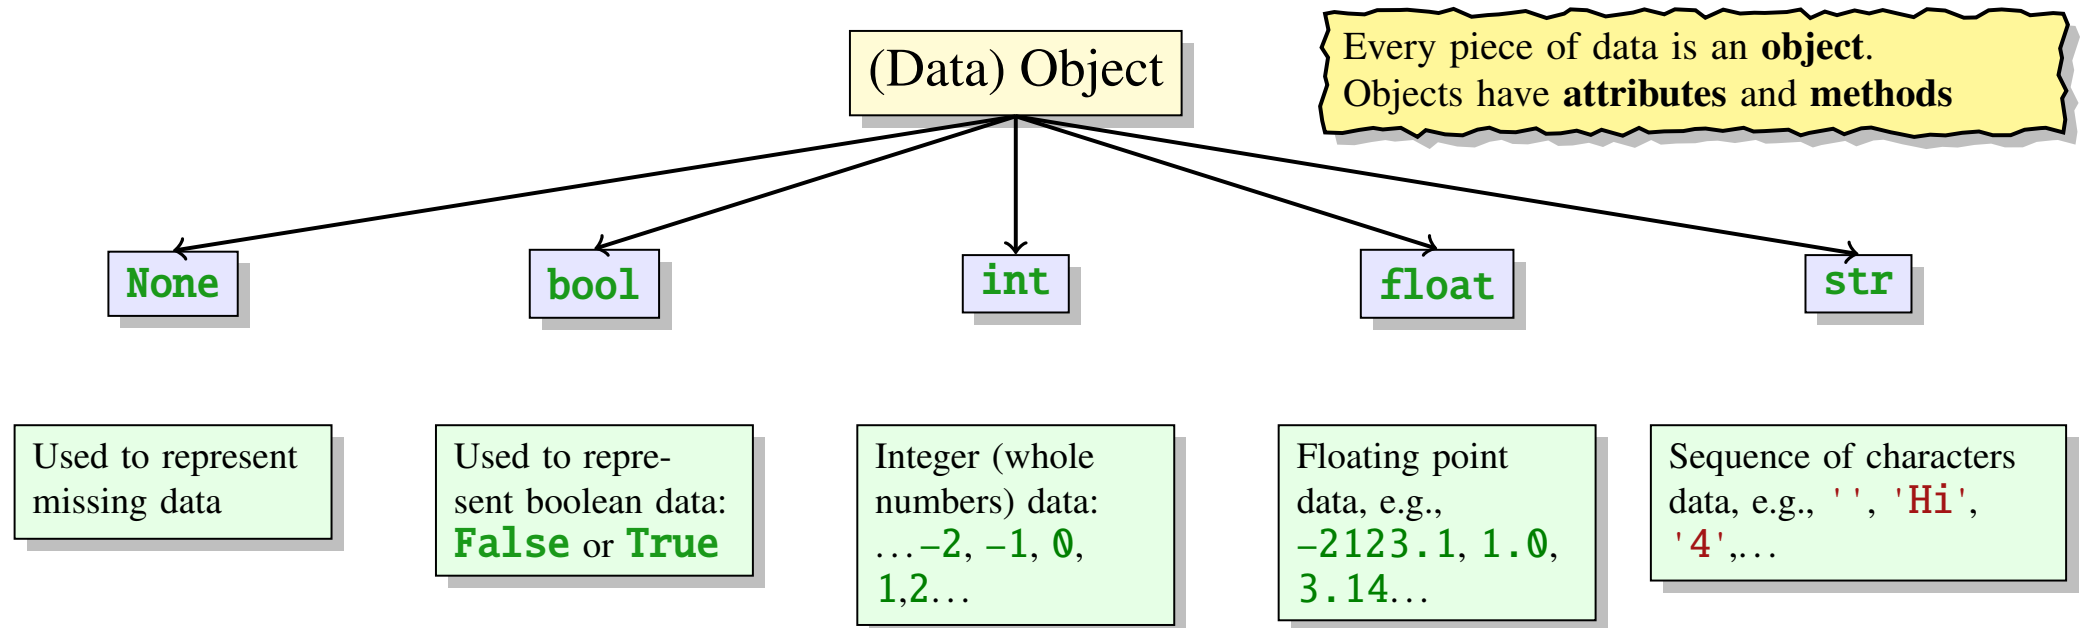 (Data) Object
Every piece of data is an object.
Objects have attributes and methods
None
bool
int
float
str
Used to represent
missing data
Used to repre-
sent boolean data:
False or True
Integer (whole
numbers) data:
...−2, −1, 0,
1,2...
Floating point
data, e.g.,
−2123.1, 1.0,
3.14...
Sequence of characters
data, e.g., '', 'Hi',
'4',...